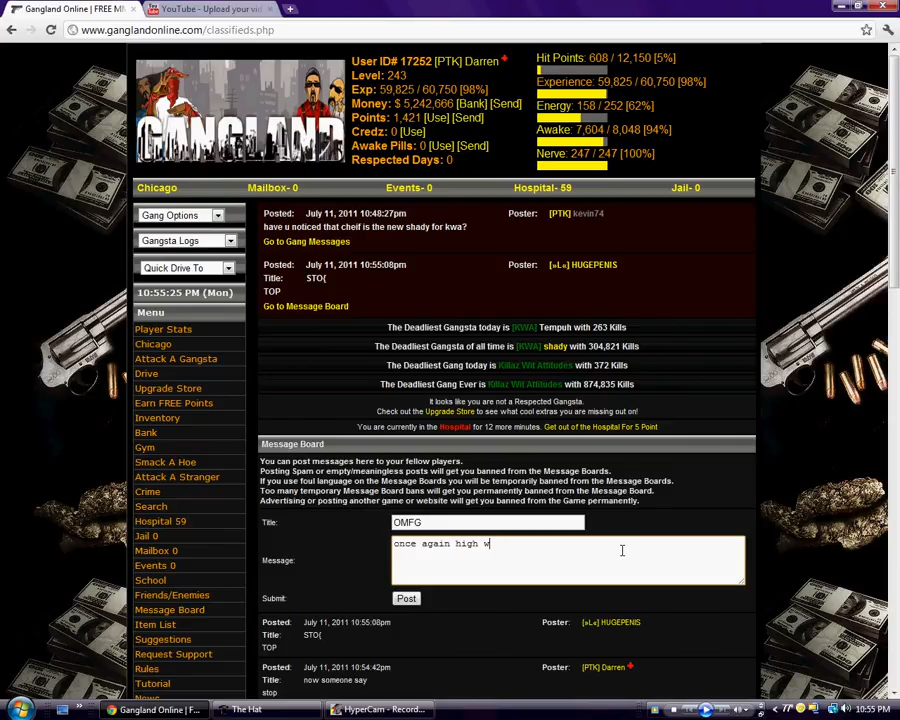 Gangland Online | FREE MM
YouTube - Upload your vid
www.ganglandonline.com/classifieds.php
GANGLAND
User ID# 17252 [PTK] Darren
Level: 243
Exp: 59,825 / 60,750 [98%]
Money: $ 5,242,666 [Bank] [Send]
Points: 1,421 [Use] [Send]
Credz: 0 [Use]
Awake Pills: 0 [Use] [Send]
Respected Days: 0
Hit Points: 608 / 12,150 [5%]
Experience: 59,825 / 60,750 [98%]
Energy: 158 / 252 [62%]
Awake: 7,604 / 8,048 [94%]
Nerve: 247 / 247 [100%]
Chicago Mailbox- 0 Events- 0 Hospital- 59 Jail- 0
Gang Options
Gangsta Logs
Quick Drive To
10:55:25 PM (Mon)
Menu
Player Stats
Chicago
Attack A Gangsta
Drive
Upgrade Store
Earn FREE Points
Inventory
Bank
Gym
Smack A Hoe
Attack A Stranger
Crime
Search
Hospital 59
Jail 0
Mailbox 0
Events 0
School
Friends/Enemies
Message Board
Item List
Suggestions
Request Support
Rules
Tutorial
News
Posted: July 11, 2011 10:48:27pm Poster: [PTK] kevin74
have u noticed that cheif is the new shady for kwa?
Go to Gang Messages
Posted: July 11, 2011 10:55:08pm Poster: [»L«] HUGEPENIS
Title: STO{
TOP
Go to Message Board
The Deadliest Gangsta today is [KWA] Tempuh with 263 Kills
The Deadliest Gangsta of all time is [KWA] shady with 304,821 Kills
The Deadliest Gang today is Killaz Wit Attitudes with 372 Kills
The Deadliest Gang Ever is Killaz Wit Attitudes with 874,835 Kills
It looks like you are not a Respected Gangsta.
Check out the Upgrade Store to see what cool extras you are missing out on!
You are currently in the Hospital for 12 more minutes. Get out of the Hospital For 5 Point
Message Board
You can post messages here to your fellow players.
Posting Spam or empty/meaningless posts will get you banned from the Message Boards.
If you use foul language on the Message Boards you will be temporarily banned from the Message Boards.
Too many temporary Message Board bans will get you permanently banned from the Message Board.
Advertising or posting another game or website will get you banned from the Game permanently.
Title: OMFG
Message: once again high w
Submit: Post
Posted: July 11, 2011 10:55:08pm Poster: [»L«] HUGEPENIS
Title: STO{
TOP
Posted: July 11, 2011 10:54:42pm Poster: [PTK] Darren
Title: now someone say
stop
Gangland Online | F...
The Hat
HyperCam - Record...
77°
10:55 PM